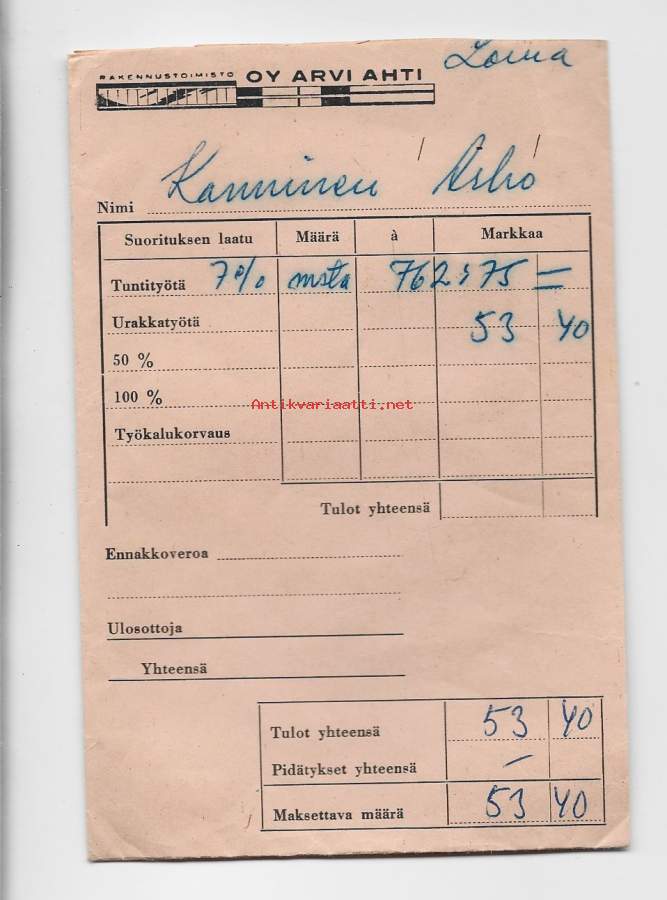 Loma
RAKENNUSTOIMISTO OY ARVI AHTI
Nimi Kanninen Asko
Suorituksen laatu Määrä à Markkaa
Tuntityötä 7% msta 762:75 =
Urakkatyötä 53 40
50 %
100 %
Antikvariaatti.net
Työkalukorvaus
Tulot yhteensä
Ennakkoveroa
Ulosottoja
Yhteensä
Tulot yhteensä 53 40
Pidätykset yhteensä —
Maksettava määrä 53 40